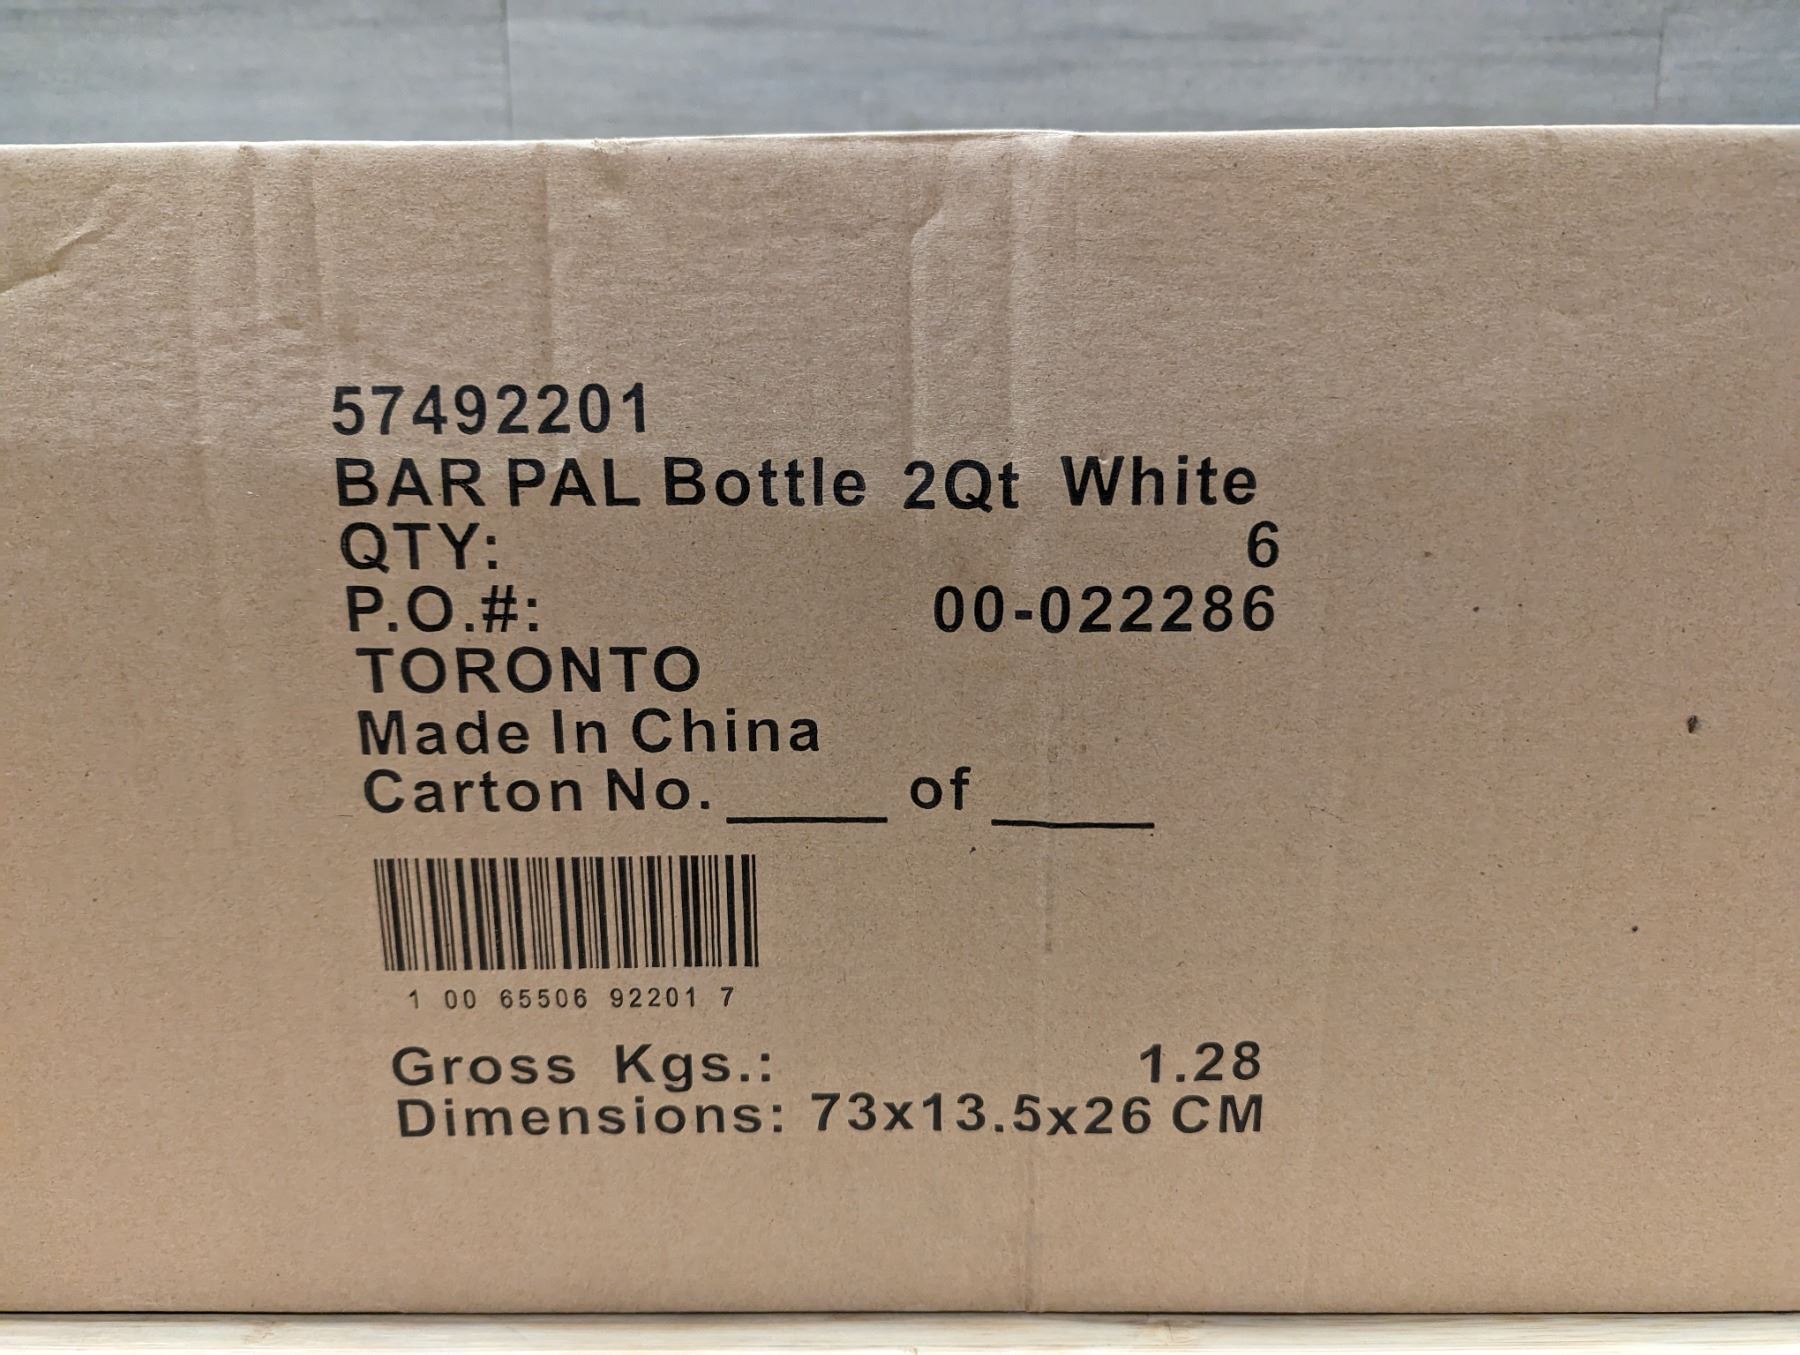 57492201
BAR PAL Bottle 2Qt White
QTY: 6
P.O.#: 00-022286
TORONTO
Made In China
Carton No. _____ of _____
1 00 65506 92201 7
Gross Kgs.: 1.28
Dimensions: 73x13.5x26 CM